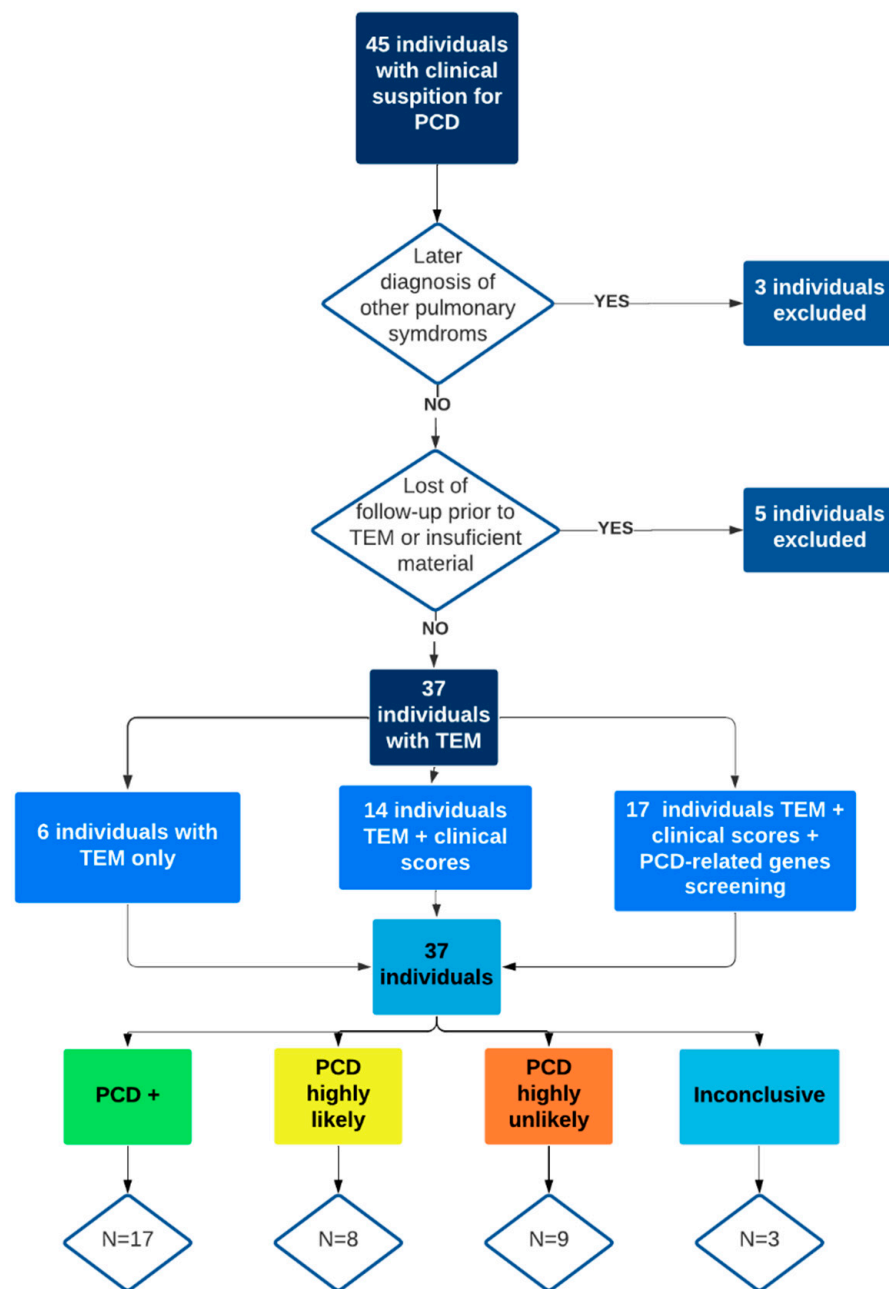 45 individuals
with clinical
suspition for
PCD
Later
diagnosis of
other pulmonary
symdroms
YES
3 individuals
excluded
NO
Lost of
follow-up prior to
TEM or insuficient
material
YES
5 individuals
excluded
NO
37
individuals
with TEM
6 individuals with
TEM only
14 individuals
TEM + clinical
scores
17 individuals TEM +
clinical scores +
PCD-related genes
screening
37
individuals
PCD +
PCD
highly
likely
PCD
highly
unlikely
Inconclusive
N=17
N=8
N=9
N=3